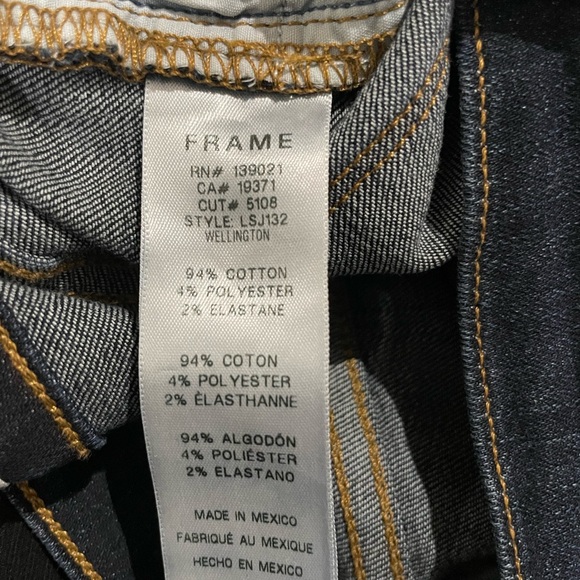 FRAME
RN# 139021
CA# 19371
CUT# 5108
STYLE: LSJ132
WELLINGTON
94% COTTON
4% POLYESTER
2% ELASTANE
94% COTON
4% POLYESTER
2% ÉLASTHANNE
94% ALGODÓN
4% POLIÉSTER
2% ELASTANO
MADE IN MEXICO
FABRIQUÉ AU MEXIQUE
HECHO EN MEXICO